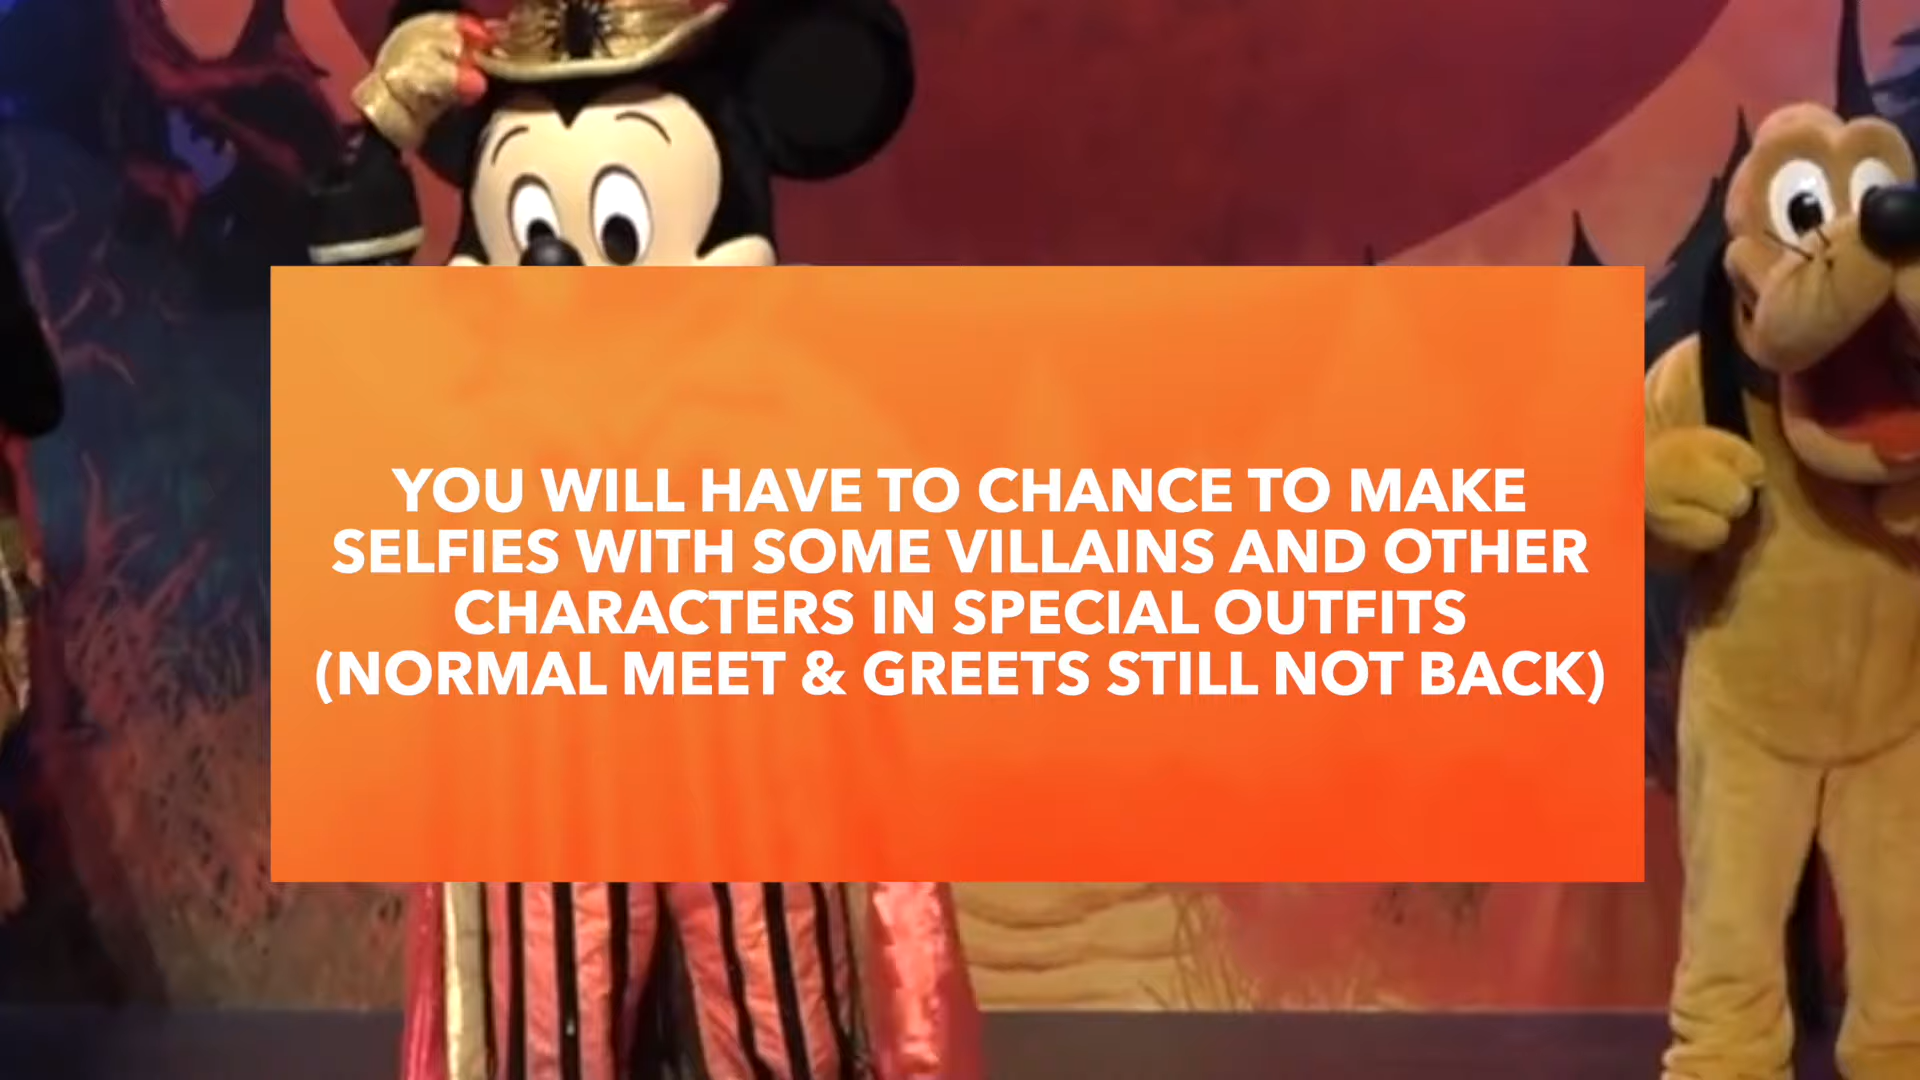 YOU WILL HAVE TO CHANCE TO MAKE
SELFIES WITH SOME VILLAINS AND OTHER
CHARACTERS IN SPECIAL OUTFITS
(NORMAL MEET & GREETS STILL NOT BACK)